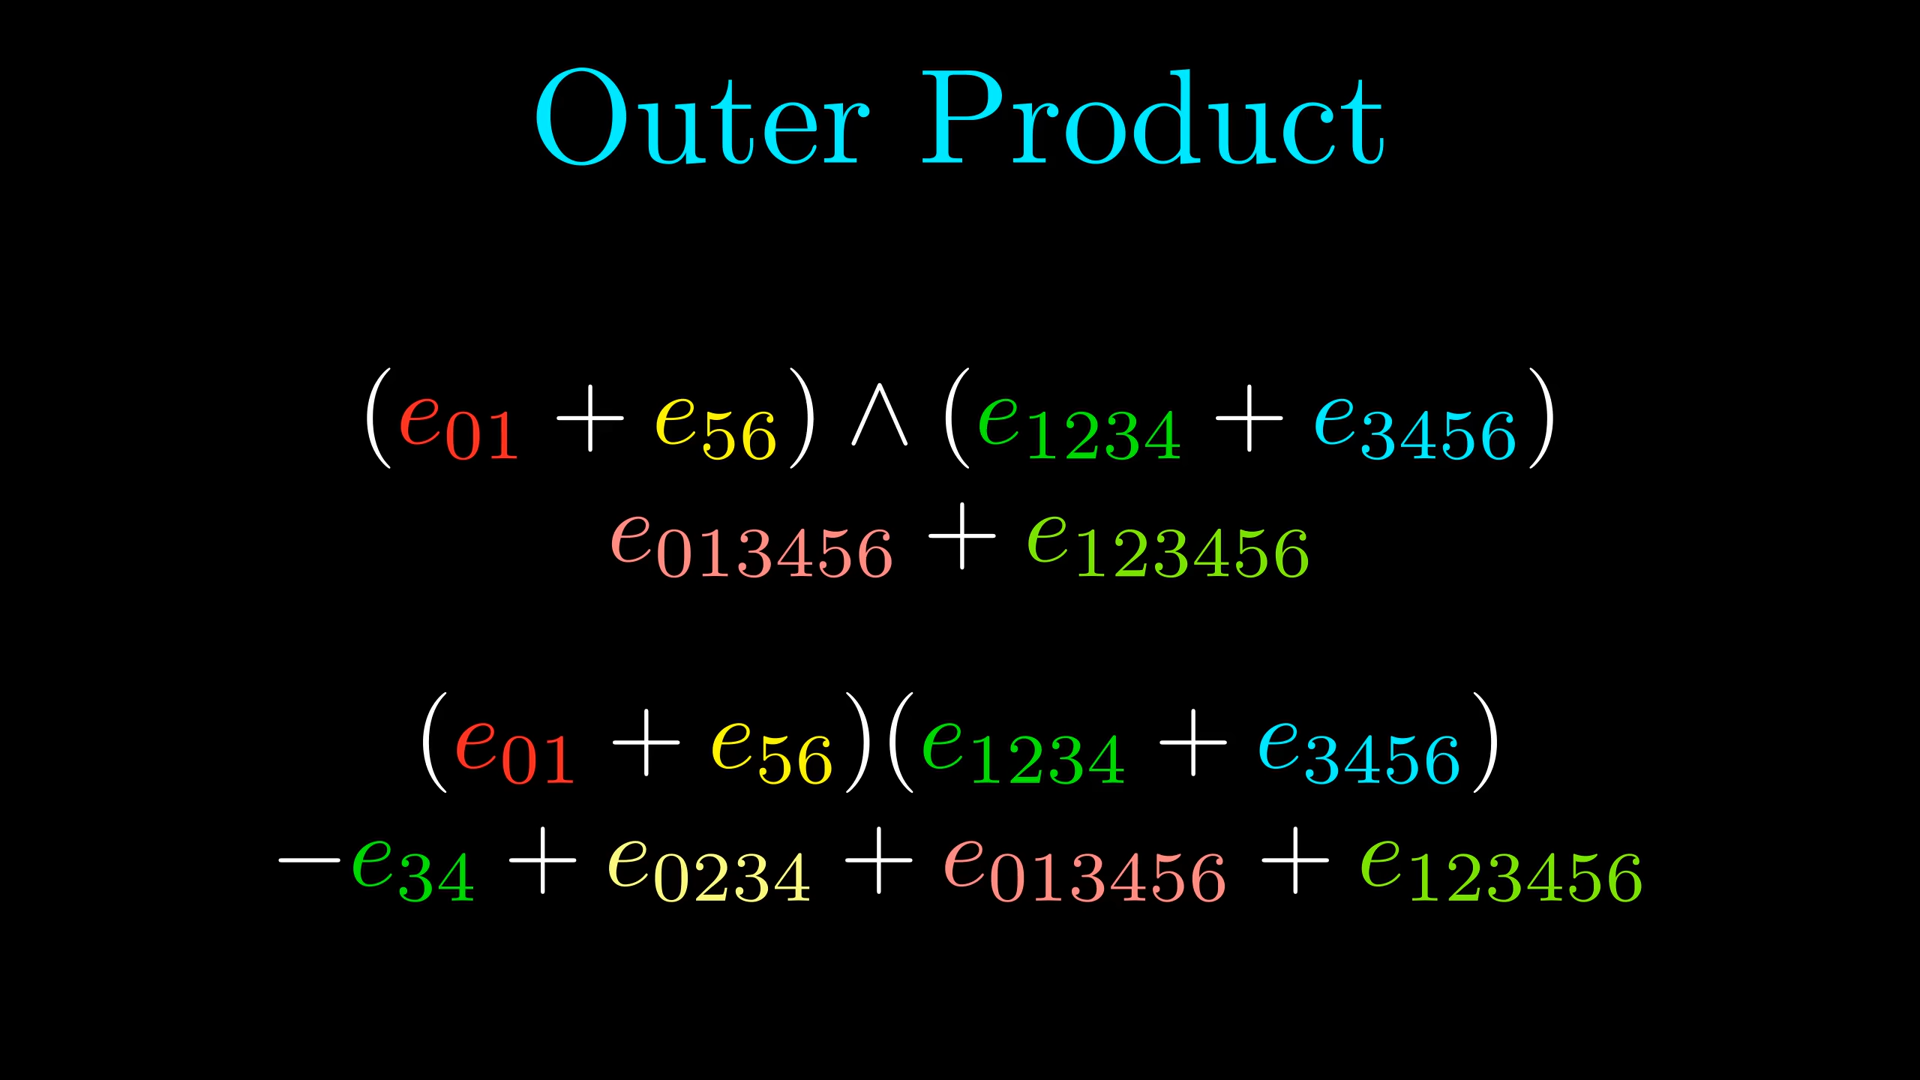 Outer Product
(e₀₁ + e₅₆) ∧ (e₁₂₃₄ + e₃₄₅₆)
e₀₁₃₄₅₆ + e₁₂₃₄₅₆
(e₀₁ + e₅₆)(e₁₂₃₄ + e₃₄₅₆)
−e₃₄ + e₀₂₃₄ + e₀₁₃₄₅₆ + e₁₂₃₄₅₆